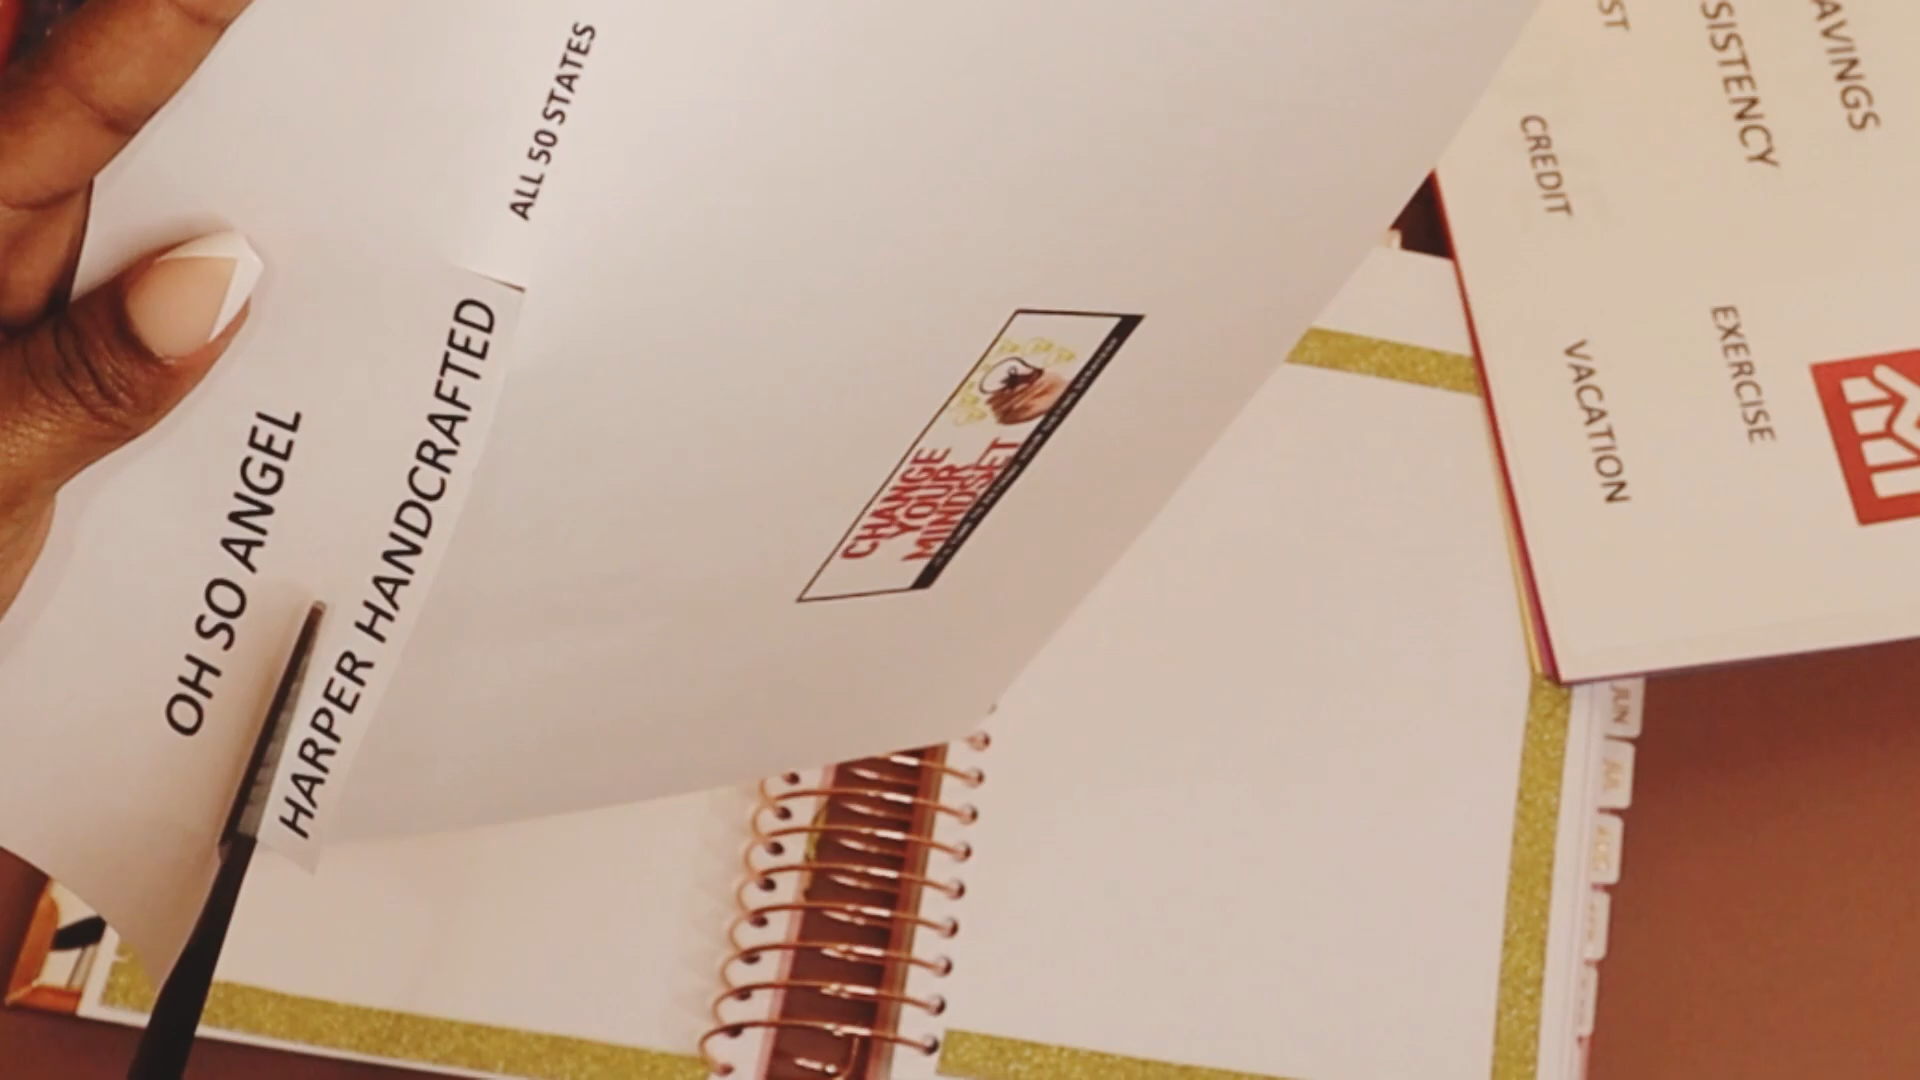 ALL 50 STATES
OH SO ANGEL
HARPER HANDCRAFTED
CHANGE
YOUR
MINDSET
ST
SISTENCY
AVINGS
CREDIT
EXERCISE
VACATION
JUN
JUL
AUG